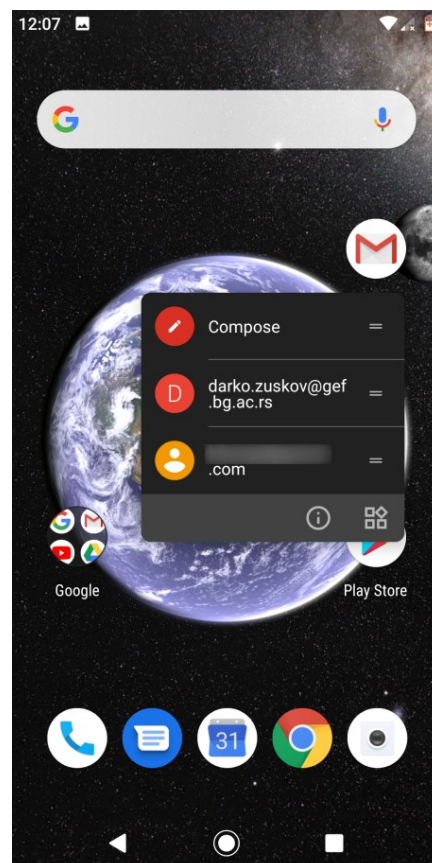 12:07
G
Compose
D
darko.zuskov@gef
.bg.ac.rs
.com
Google
Play Store
31